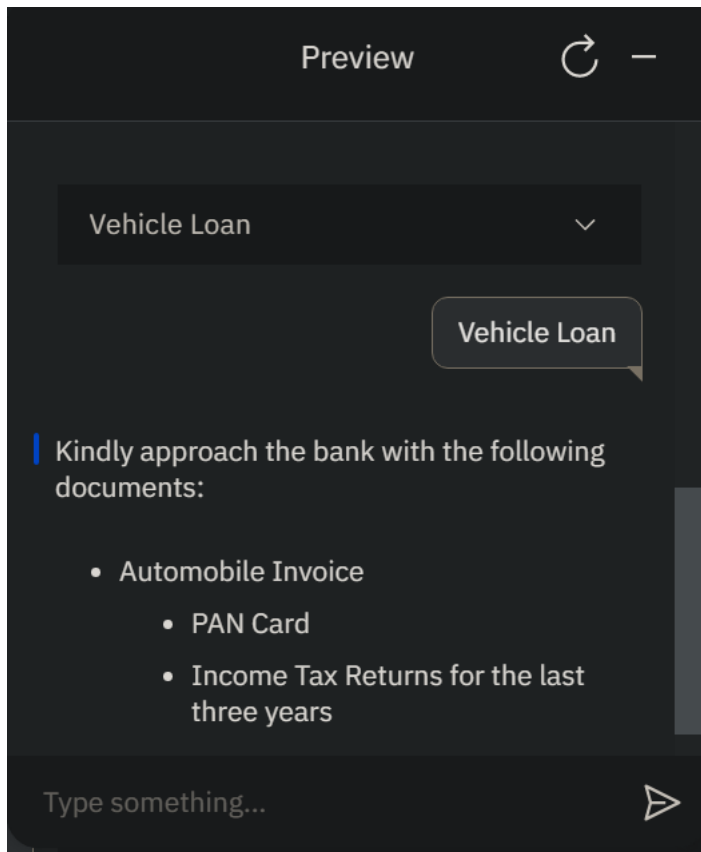 Preview
Vehicle Loan
Vehicle Loan
Kindly approach the bank with the following
documents:
• Automobile Invoice
• PAN Card
• Income Tax Returns for the last
three years
Type something...